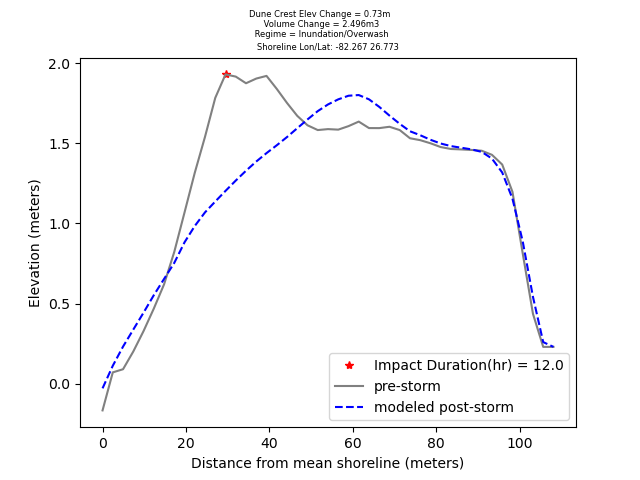 Dune Crest Elev Change = 0.73m
Volume Change = 2.496m3
Regime = Inundation/Overwash
Shoreline Lon/Lat: -82.267 26.773
2.0
1.5
1.0
0.5
0.0
Elevation (meters)
Impact Duration(hr) = 12.0
pre-storm
modeled post-storm
0 20 40 60 80 100
Distance from mean shoreline (meters)